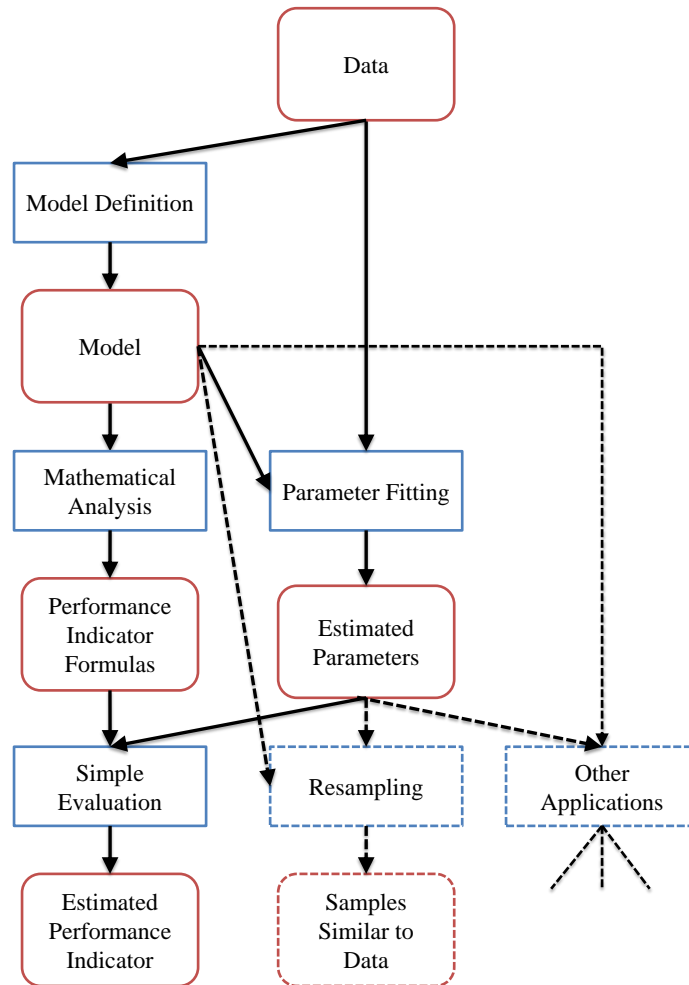 Data
Model Definition
Model
Mathematical
Analysis
Parameter Fitting
Performance
Indicator
Formulas
Estimated
Parameters
Simple
Evaluation
Resampling
Other
Applications
Estimated
Performance
Indicator
Samples
Similar to
Data